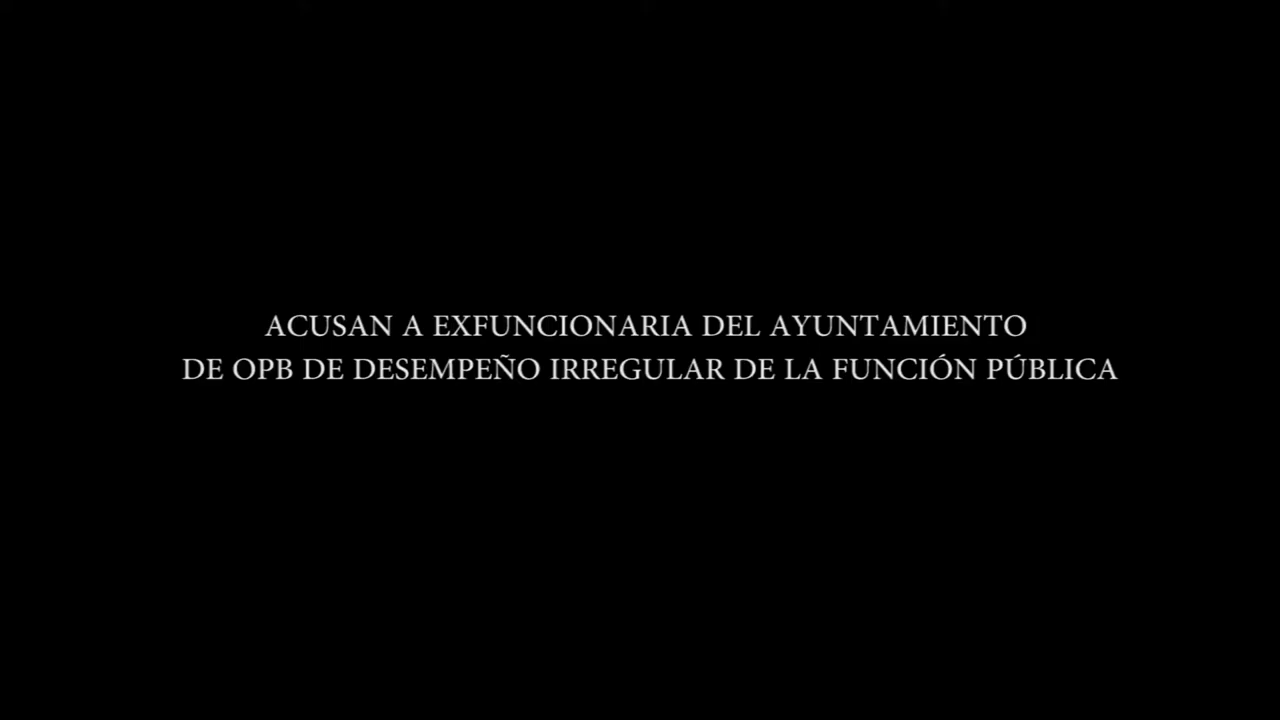 ACUSAN A EXFUNCIONARIA DEL AYUNTAMIENTO
DE OPB DE DESEMPEÑO IRREGULAR DE LA FUNCIÓN PÚBLICA